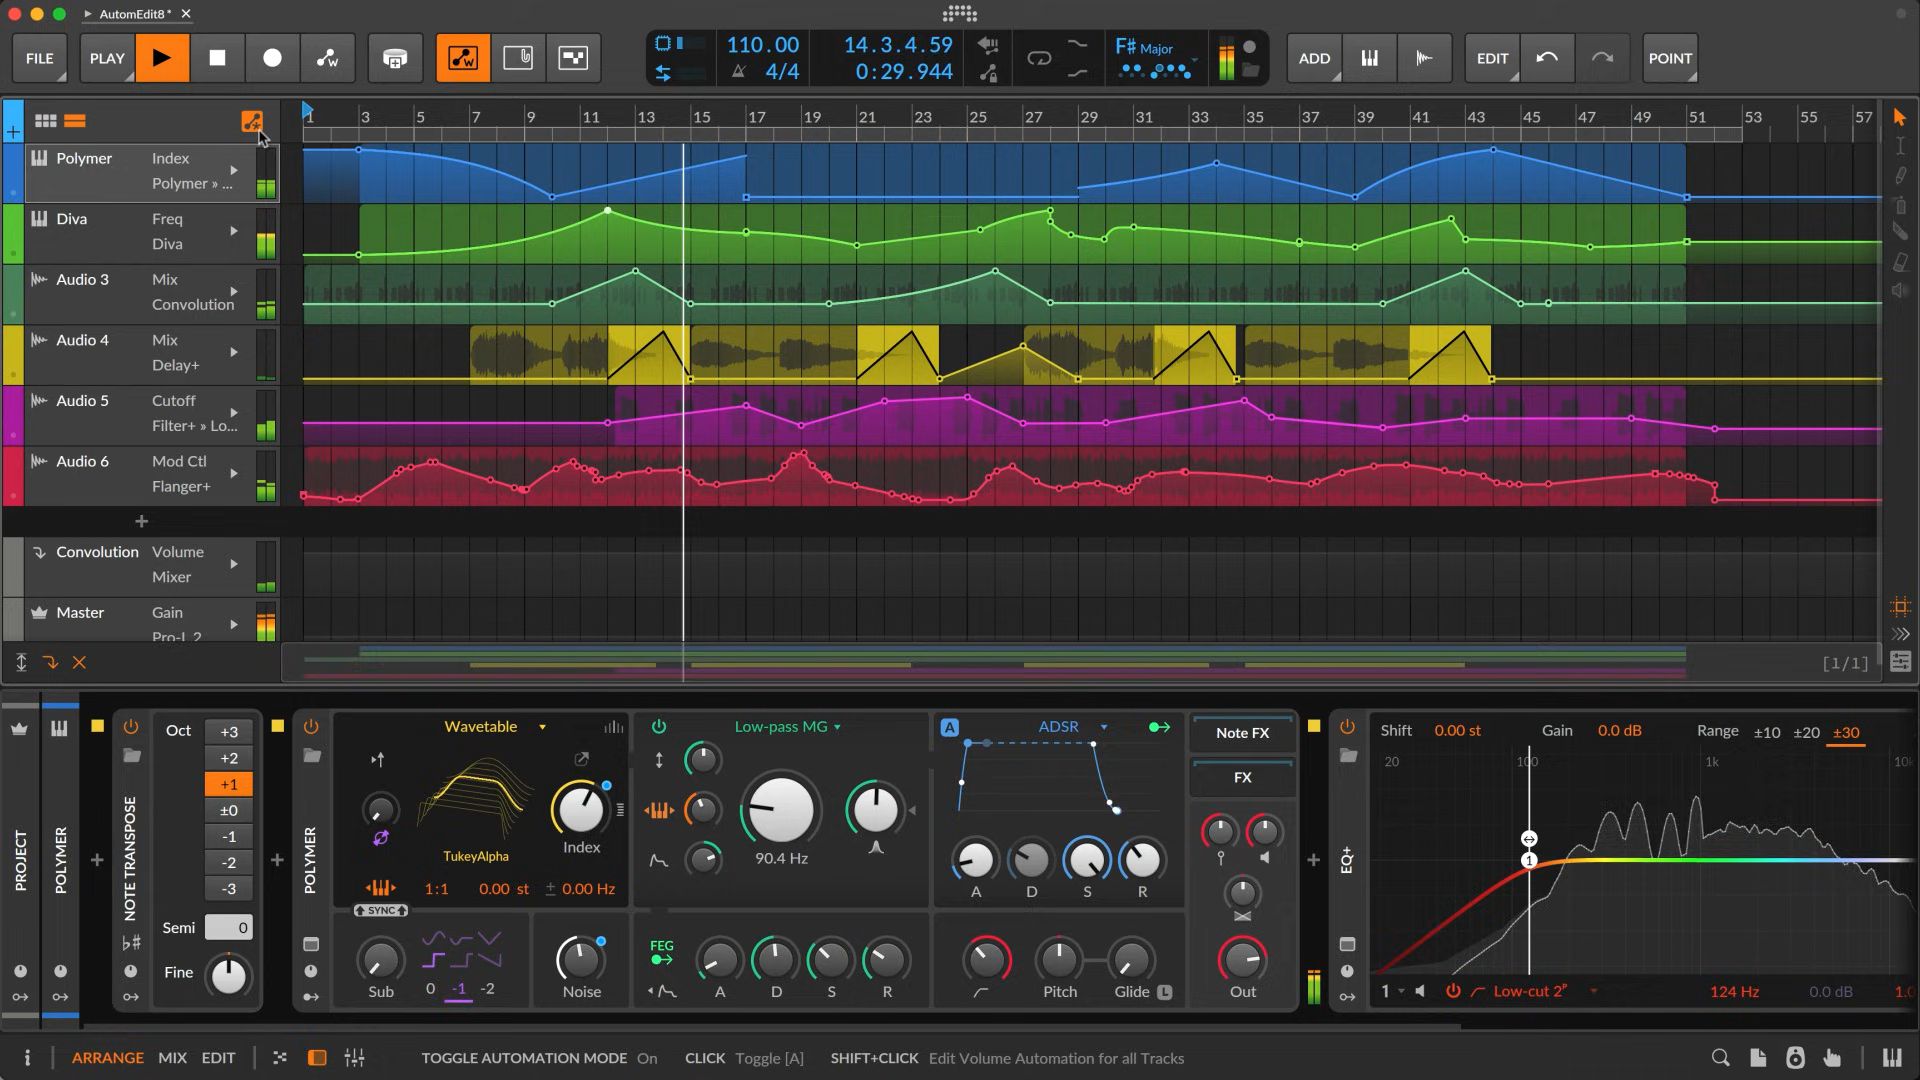 AutomEdit8*
FILE PLAY 110.00 4/4 14.3.4.59 0:29.944 F# Major ADD EDIT POINT
1 3 5 7 9 11 13 15 17 19 21 23 25 27 29 31 33 35 37 39 41 43 45 47 49 51 53 55 57
Polymer Index
Polymer » ...
Diva Freq
Diva
Audio 3 Mix
Convolution
Audio 4 Mix
Delay+
Audio 5 Cutoff
Filter+ » Lo...
Audio 6 Mod Ctl
Flanger+
Convolution Volume
Mixer
Master Gain
Pro-L 2
[1/1]
PROJECT
POLYMER
NOTE TRANSPOSE
Oct +3
+2
+1
±0
-1
-2
-3
Semi 0
Fine
POLYMER
Wavetable
Index
TukeyAlpha
1:1 0.00 st ± 0.00 Hz
SYNC
Sub 0 -1 -2
Noise
Low-pass MG
90.4 Hz
FEG
A D S R
A ADSR
A D S R
Pitch Glide L
Note FX
FX
Out
EQ+
Shift 0.00 st Gain 0.0 dB Range ±10 ±20 ±30
20 100 1k 10k
1
1 Low-cut 2P 124 Hz 0.0 dB 1.0
i ARRANGE MIX EDIT TOGGLE AUTOMATION MODE On CLICK Toggle [A] SHIFT+CLICK Edit Volume Automation for all Tracks